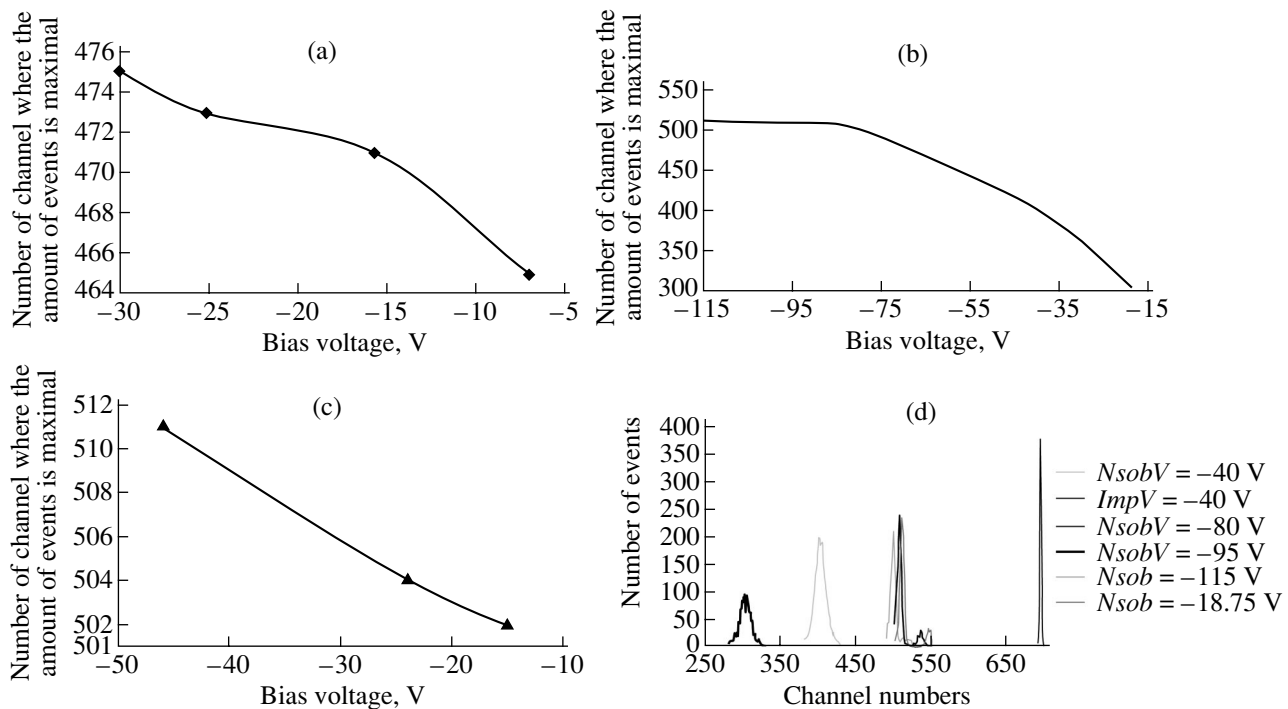 (a)
Number of channel where the
amount of events is maximal
476
474
472
470
468
466
464
−30
−25
−20
−15
−10
−5
Bias voltage, V
(b)
Number of channel where the
amount of events is maximal
550
500
450
400
350
300
−115
−95
−75
−55
−35
−15
Bias voltage, V
(c)
Number of channel where the
amount of events is maximal
512
510
508
506
504
502
501
−50
−40
−30
−20
−10
Bias voltage, V
(d)
Number of events
400
350
300
250
200
150
100
50
0
250
350
450
550
650
Channel numbers
NsobV = −40 V
ImpV = −40 V
NsobV = −80 V
NsobV = −95 V
Nsob = −115 V
Nsob = −18.75 V